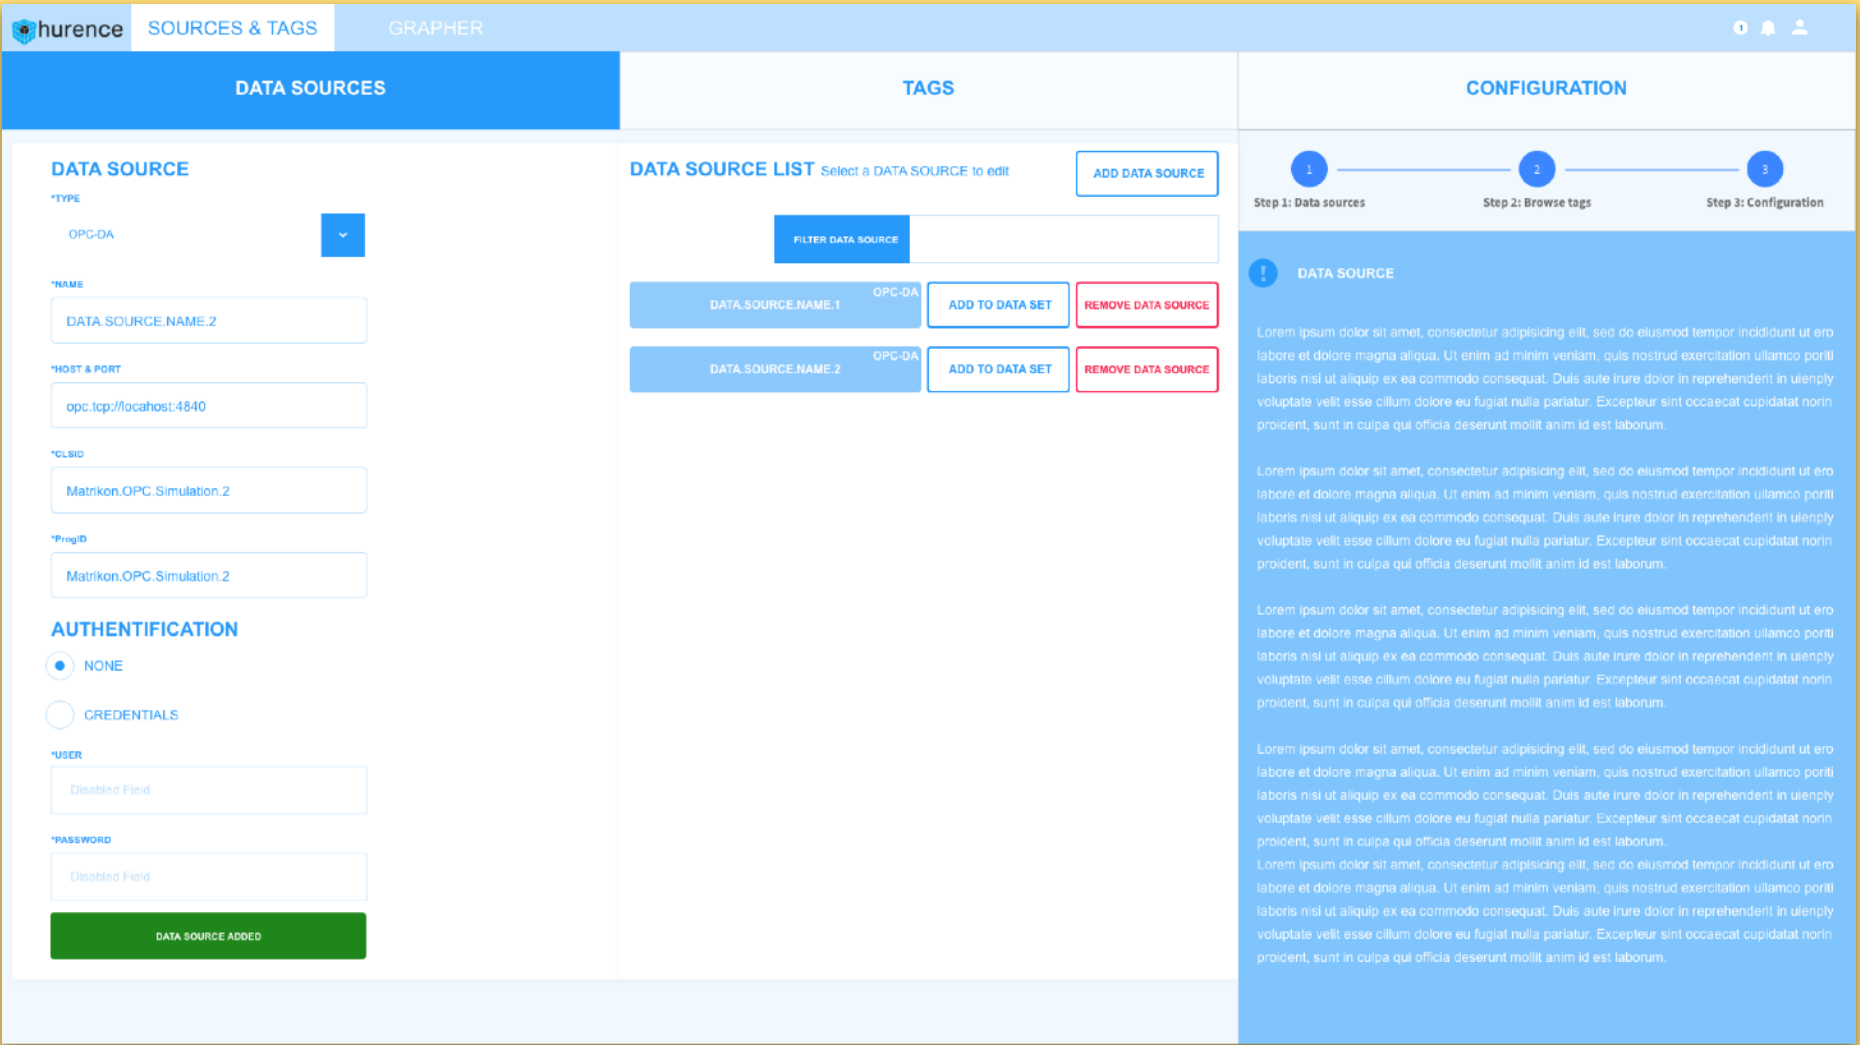 hurence
SOURCES & TAGS
GRAPHER
1
DATA SOURCES
TAGS
CONFIGURATION
DATA SOURCE
*TYPE
OPC-DA
*NAME
DATA.SOURCE.NAME.2
*HOST & PORT
opc.tcp://locahost:4840
*CLSID
Matrikon.OPC.Simulation.2
*ProgID
Matrikon.OPC.Simulation.2
AUTHENTIFICATION
NONE
CREDENTIALS
*USER
Disabled Field
*PASSWORD
Disabled Field
DATA SOURCE ADDED
DATA SOURCE LIST Select a DATA SOURCE to edit
ADD DATA SOURCE
FILTER DATA SOURCE
DATA.SOURCE.NAME.1 OPC-DA ADD TO DATA SET REMOVE DATA SOURCE
DATA.SOURCE.NAME.2 OPC-DA ADD TO DATA SET REMOVE DATA SOURCE
1 2 3
Step 1: Data sources Step 2: Browse tags Step 3: Configuration
! DATA SOURCE
Lorem ipsum dolor sit amet, consectetur adipisicing elit, sed do eiusmod tempor incididunt ut ero
labore et dolore magna aliqua. Ut enim ad minim veniam, quis nostrud exercitation ullamco poriti
laboris nisi ut aliquip ex ea commodo consequat. Duis aute irure dolor in reprehenderit in uienply
voluptate velit esse cillum dolore eu fugiat nulla pariatur. Excepteur sint occaecat cupidatat norin
proident, sunt in culpa qui officia deserunt mollit anim id est laborum.
Lorem ipsum dolor sit amet, consectetur adipisicing elit, sed do eiusmod tempor incididunt ut ero
labore et dolore magna aliqua. Ut enim ad minim veniam, quis nostrud exercitation ullamco poriti
laboris nisi ut aliquip ex ea commodo consequat. Duis aute irure dolor in reprehenderit in uienply
voluptate velit esse cillum dolore eu fugiat nulla pariatur. Excepteur sint occaecat cupidatat norin
proident, sunt in culpa qui officia deserunt mollit anim id est laborum.
Lorem ipsum dolor sit amet, consectetur adipisicing elit, sed do eiusmod tempor incididunt ut ero
labore et dolore magna aliqua. Ut enim ad minim veniam, quis nostrud exercitation ullamco poriti
laboris nisi ut aliquip ex ea commodo consequat. Duis aute irure dolor in reprehenderit in uienply
voluptate velit esse cillum dolore eu fugiat nulla pariatur. Excepteur sint occaecat cupidatat norin
proident, sunt in culpa qui officia deserunt mollit anim id est laborum.
Lorem ipsum dolor sit amet, consectetur adipisicing elit, sed do eiusmod tempor incididunt ut ero
labore et dolore magna aliqua. Ut enim ad minim veniam, quis nostrud exercitation ullamco poriti
laboris nisi ut aliquip ex ea commodo consequat. Duis aute irure dolor in reprehenderit in uienply
voluptate velit esse cillum dolore eu fugiat nulla pariatur. Excepteur sint occaecat cupidatat norin
proident, sunt in culpa qui officia deserunt mollit anim id est laborum.
Lorem ipsum dolor sit amet, consectetur adipisicing elit, sed do eiusmod tempor incididunt ut ero
labore et dolore magna aliqua. Ut enim ad minim veniam, quis nostrud exercitation ullamco poriti
laboris nisi ut aliquip ex ea commodo consequat. Duis aute irure dolor in reprehenderit in uienply
voluptate velit esse cillum dolore eu fugiat nulla pariatur. Excepteur sint occaecat cupidatat norin
proident, sunt in culpa qui officia deserunt mollit anim id est laborum.